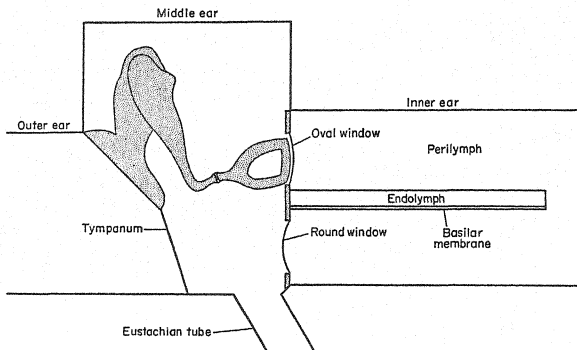 Middle ear
Inner ear
Outer ear
Oval window
Perilymph
Endolymph
Tympanum
Round window
Basilar
membrane
Eustachian tube